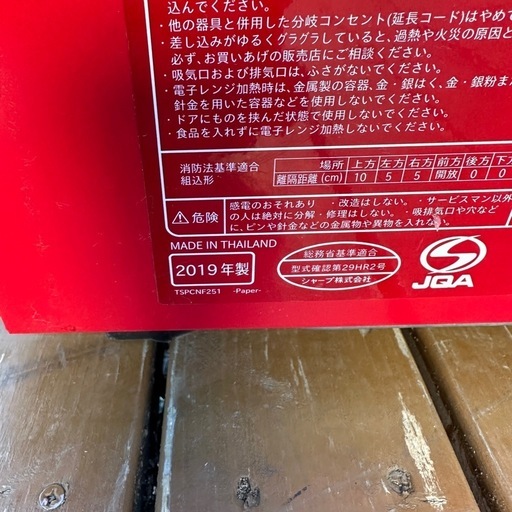 込んでください。
・他の器具と併用した分岐コンセント(延長コード)はやめて
・差し込みがゆるくグラグラしていると、過熱や火災の原因と
必ず、お買いあげの販売店にご相談ください。
・吸気口および排気口は、ふさがないでください。
・電子レンジ加熱時は、金属製の容器、金・銀はく、金・銀粉また
針金を用いた容器などを使用しないでください。
・ドアにものを挟んだ状態で使用しないでください。
・食品を入れずに電子レンジ加熱しないでください。
消防法基準適合 組込形
場所 上方 左方 右方 前方 後方 下方
離隔距離(cm) 10 5 5 開放 0 0
危険
感電のおそれあり ・改造はしない。・サービスマン以外
の人は絶対に分解・修理はしない。・吸排気口や穴など
に、ピンや針金などの金属物や異物を入れない。
MADE IN THAILAND
2019年製
TSPCNF251 -Paper-
総務省基準適合
型式確認第29HR2号
シャープ株式会社
S
JQA